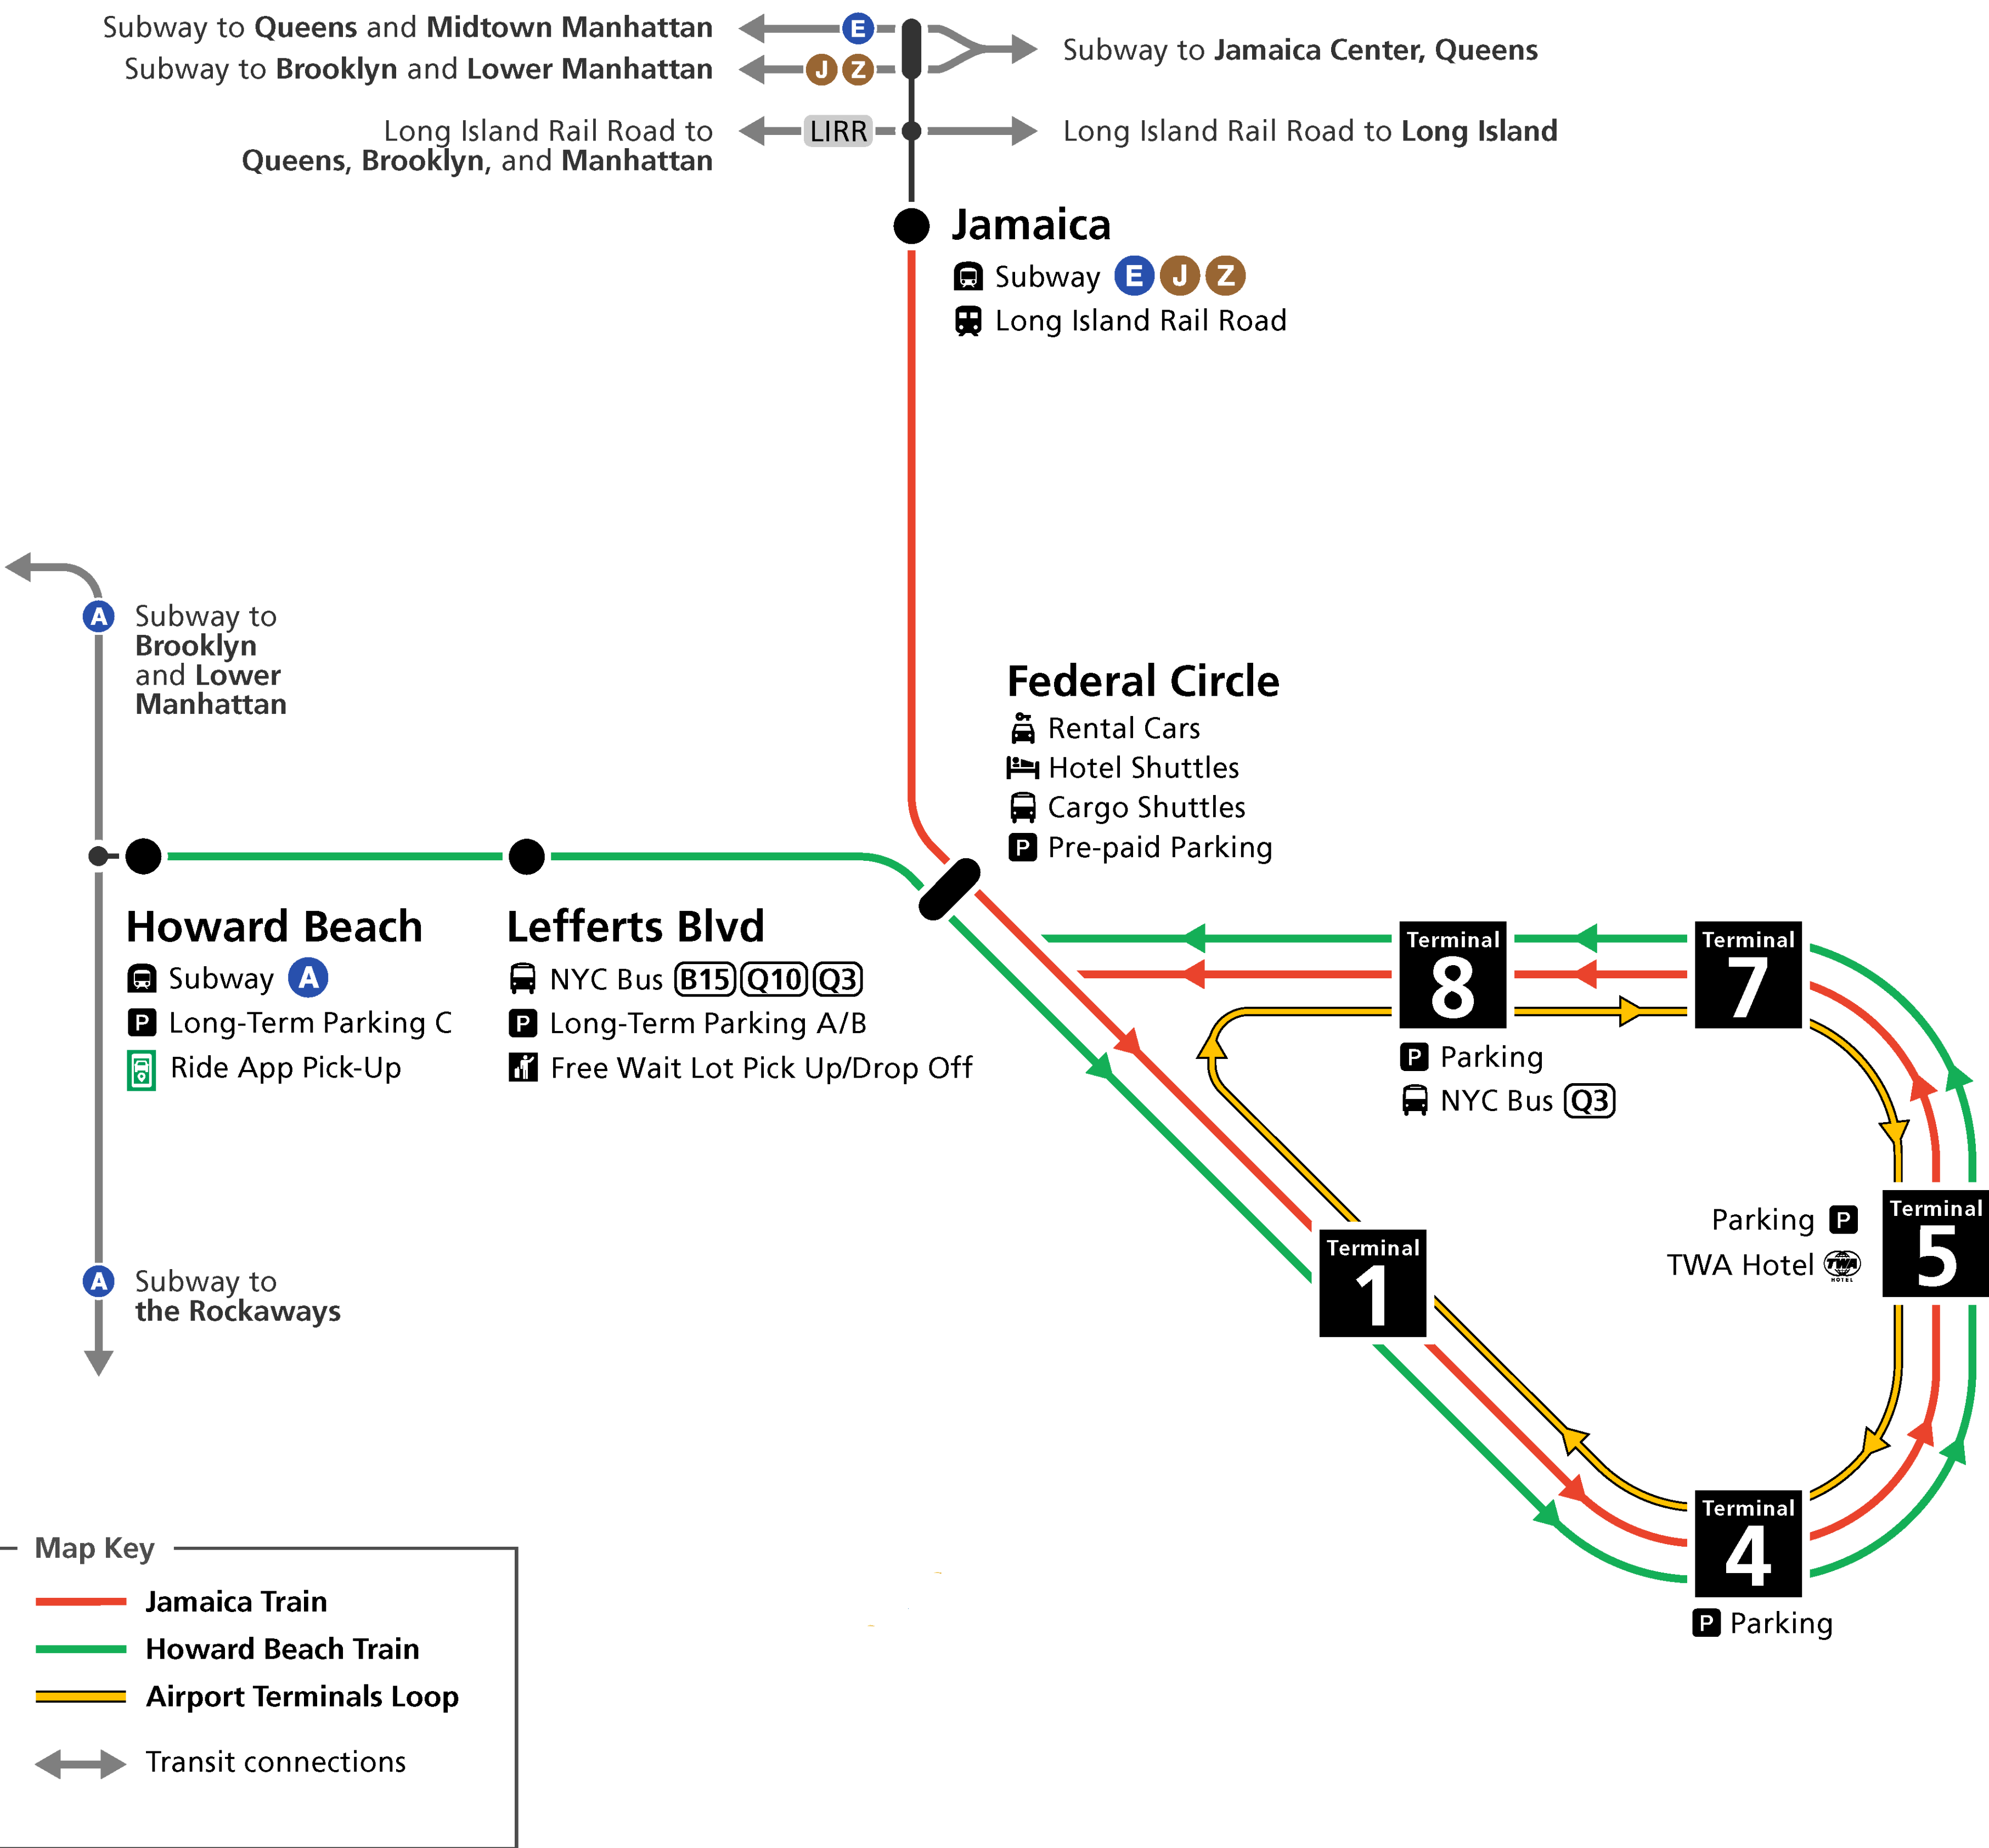 Subway to Queens and Midtown Manhattan
E
Subway to Brooklyn and Lower Manhattan
J Z
Subway to Jamaica Center, Queens
Long Island Rail Road to
Queens, Brooklyn, and Manhattan
LIRR
Long Island Rail Road to Long Island
Jamaica
Subway E J Z
Long Island Rail Road
A
Subway to
Brooklyn
and Lower
Manhattan
Federal Circle
Rental Cars
Hotel Shuttles
Cargo Shuttles
P Pre-paid Parking
Howard Beach
Subway A
P Long-Term Parking C
Ride App Pick-Up
Lefferts Blvd
NYC Bus B15 Q10 Q3
P Long-Term Parking A/B
Free Wait Lot Pick Up/Drop Off
Terminal
8
P Parking
NYC Bus Q3
Terminal
7
Parking P
TWA Hotel TWA HOTEL
Terminal
5
Terminal
1
A
Subway to
the Rockaways
Terminal
4
P Parking
Map Key
Jamaica Train
Howard Beach Train
Airport Terminals Loop
Transit connections